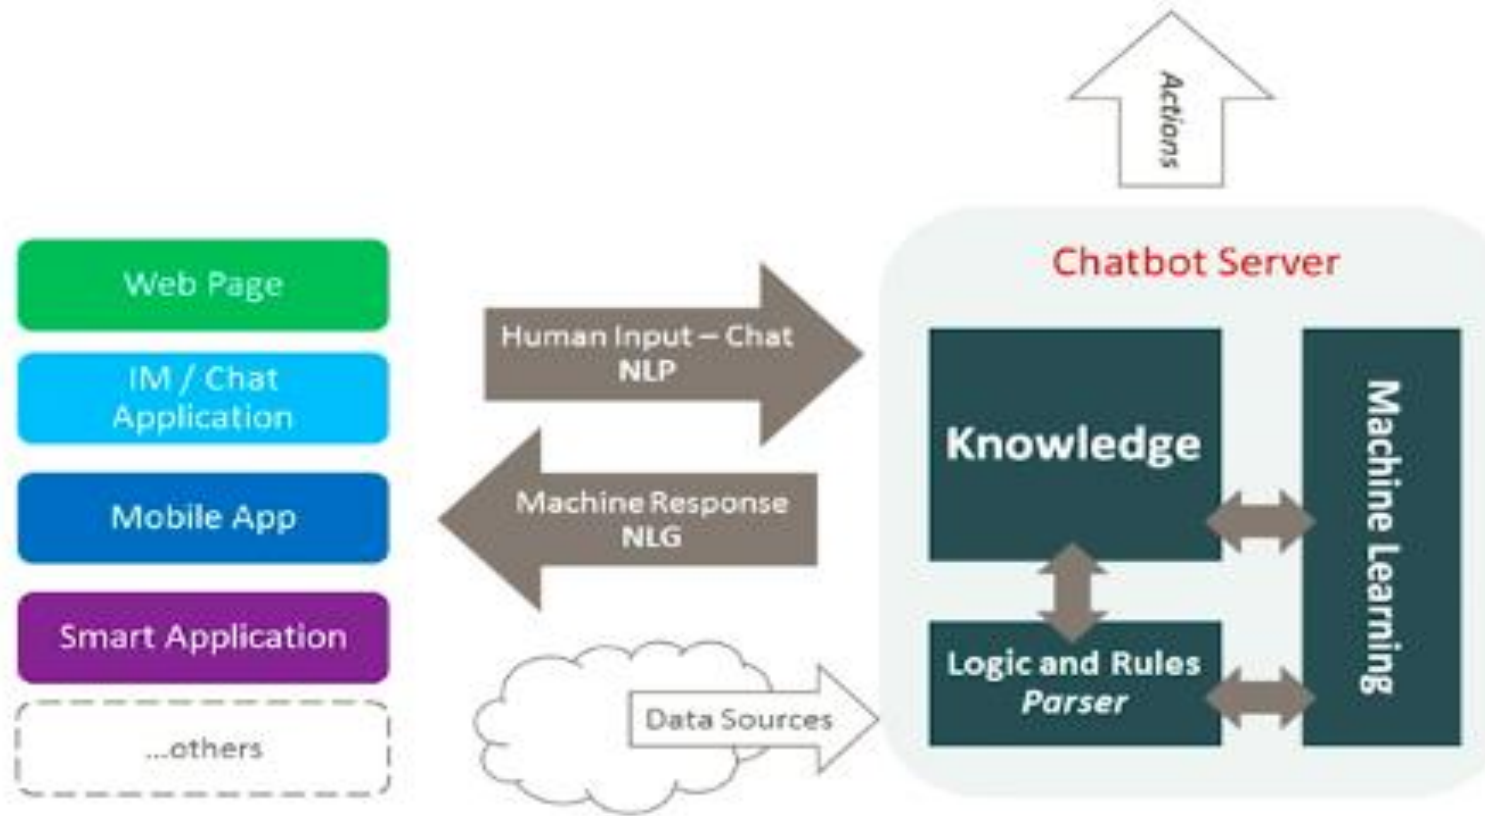 Actions
Web Page
IM / Chat
Application
Mobile App
Smart Application
...others
Human Input – Chat
NLP
Machine Response
NLG
Data Sources
Chatbot Server
Knowledge
Logic and Rules
Parser
Machine Learning